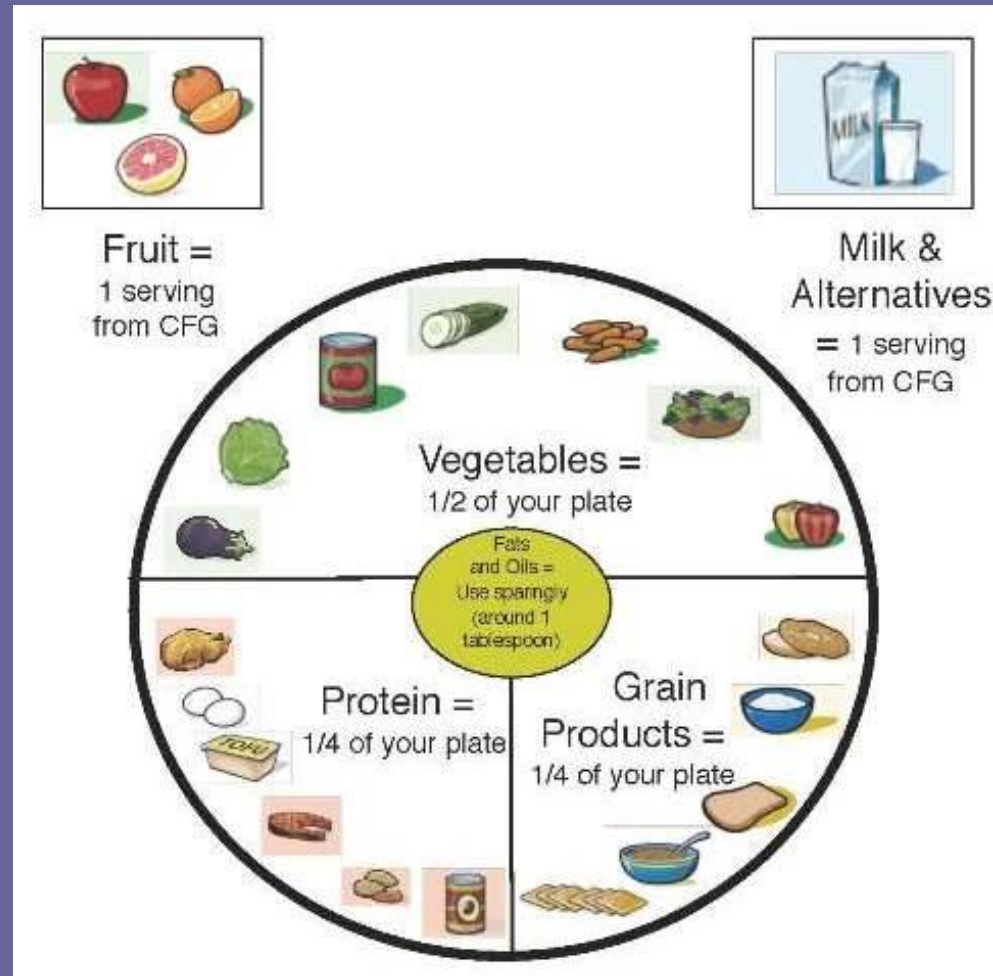 MILK
Fruit =
1 serving
from CFG
Milk &
Alternatives
= 1 serving
from CFG
Vegetables =
1/2 of your plate
Fats
and Oils =
Use sparingly
(around 1
tablespoon)
Protein =
1/4 of your plate
TOFU
Grain
Products =
1/4 of your plate